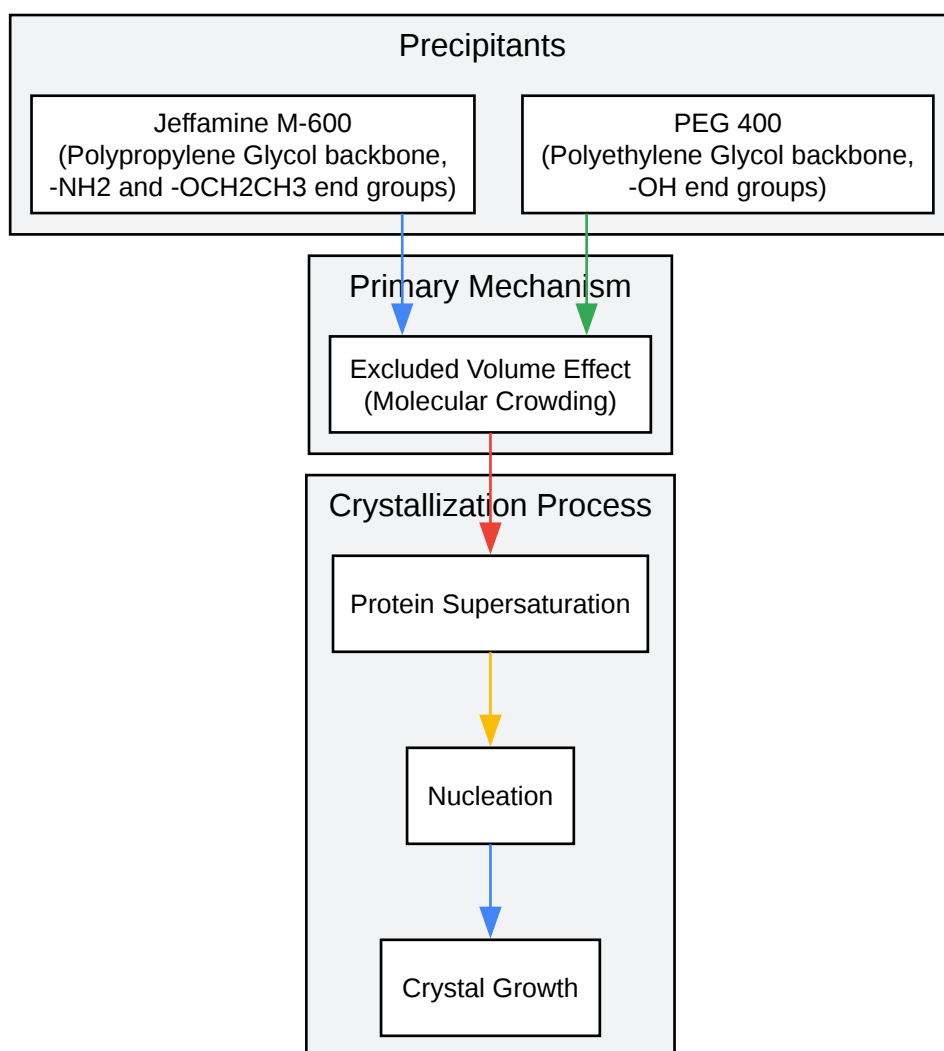 Precipitants
Jeffamine M-600
(Polypropylene Glycol backbone,
-NH2 and -OCH2CH3 end groups)
PEG 400
(Polyethylene Glycol backbone,
-OH end groups)
Primary Mechanism
Excluded Volume Effect
(Molecular Crowding)
Crystallization Process
Protein Supersaturation
Nucleation
Crystal Growth